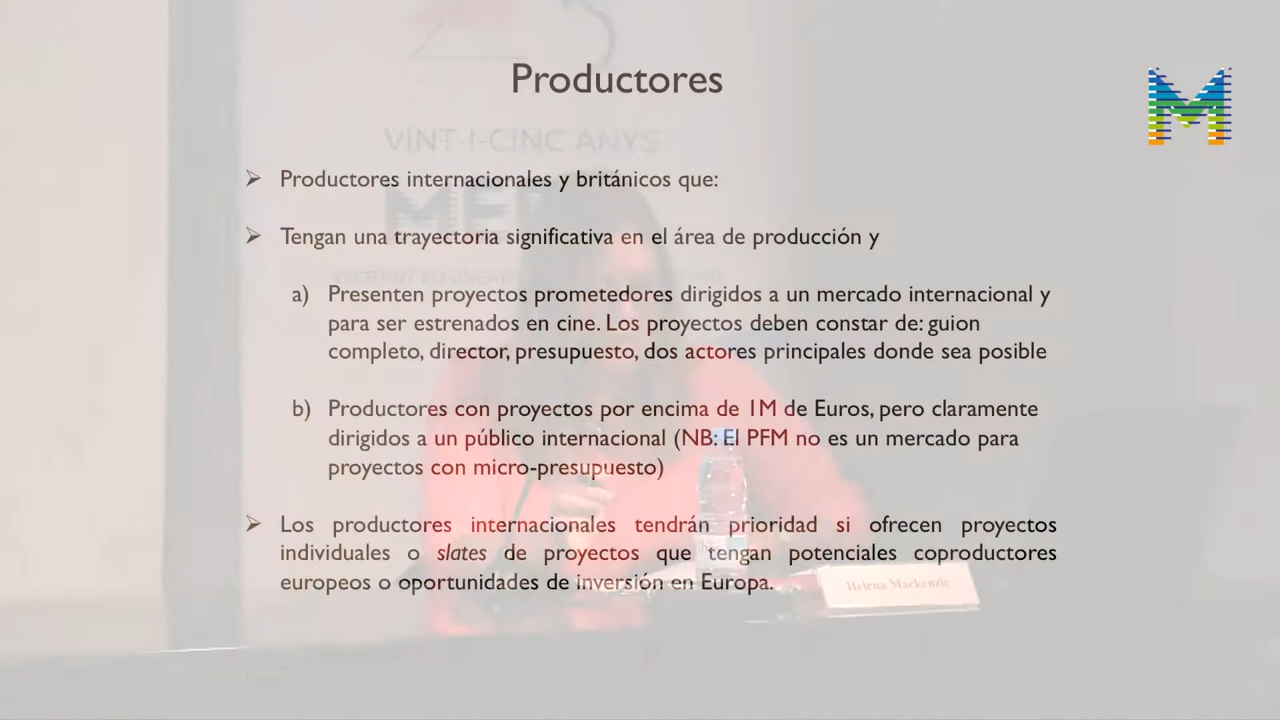 Productores
VINT-I-CINC ANYS
➢ Productores internacionales y británicos que:
➢ Tengan una trayectoria significativa en el área de producción y
a) Presenten proyectos prometedores dirigidos a un mercado internacional y
para ser estrenados en cine. Los proyectos deben constar de: guion
completo, director, presupuesto, dos actores principales donde sea posible
b) Productores con proyectos por encima de 1M de Euros, pero claramente
dirigidos a un público internacional (NB: El PFM no es un mercado para
proyectos con micro-presupuesto)
➢ Los productores internacionales tendrán prioridad si ofrecen proyectos
individuales o slates de proyectos que tengan potenciales coproductores
europeos o oportunidades de inversión en Europa.
Helena Mackenzie